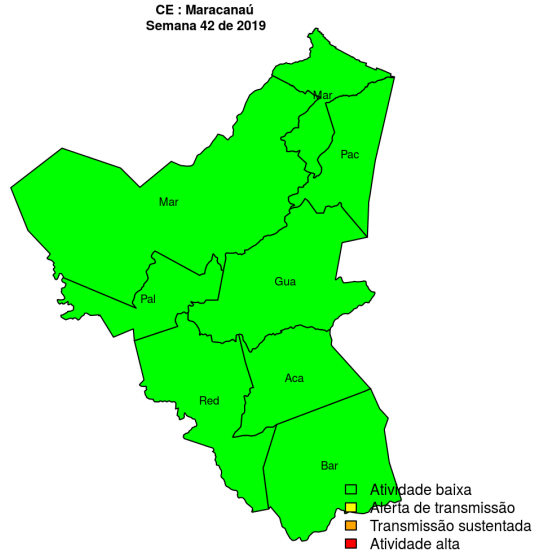 CE : Maracanaú
Semana 42 de 2019
Mar
Pac
Mar
Gua
Pal
Aca
Red
Bar
Atividade baixa
Alerta de transmissão
Transmissão sustentada
Atividade alta